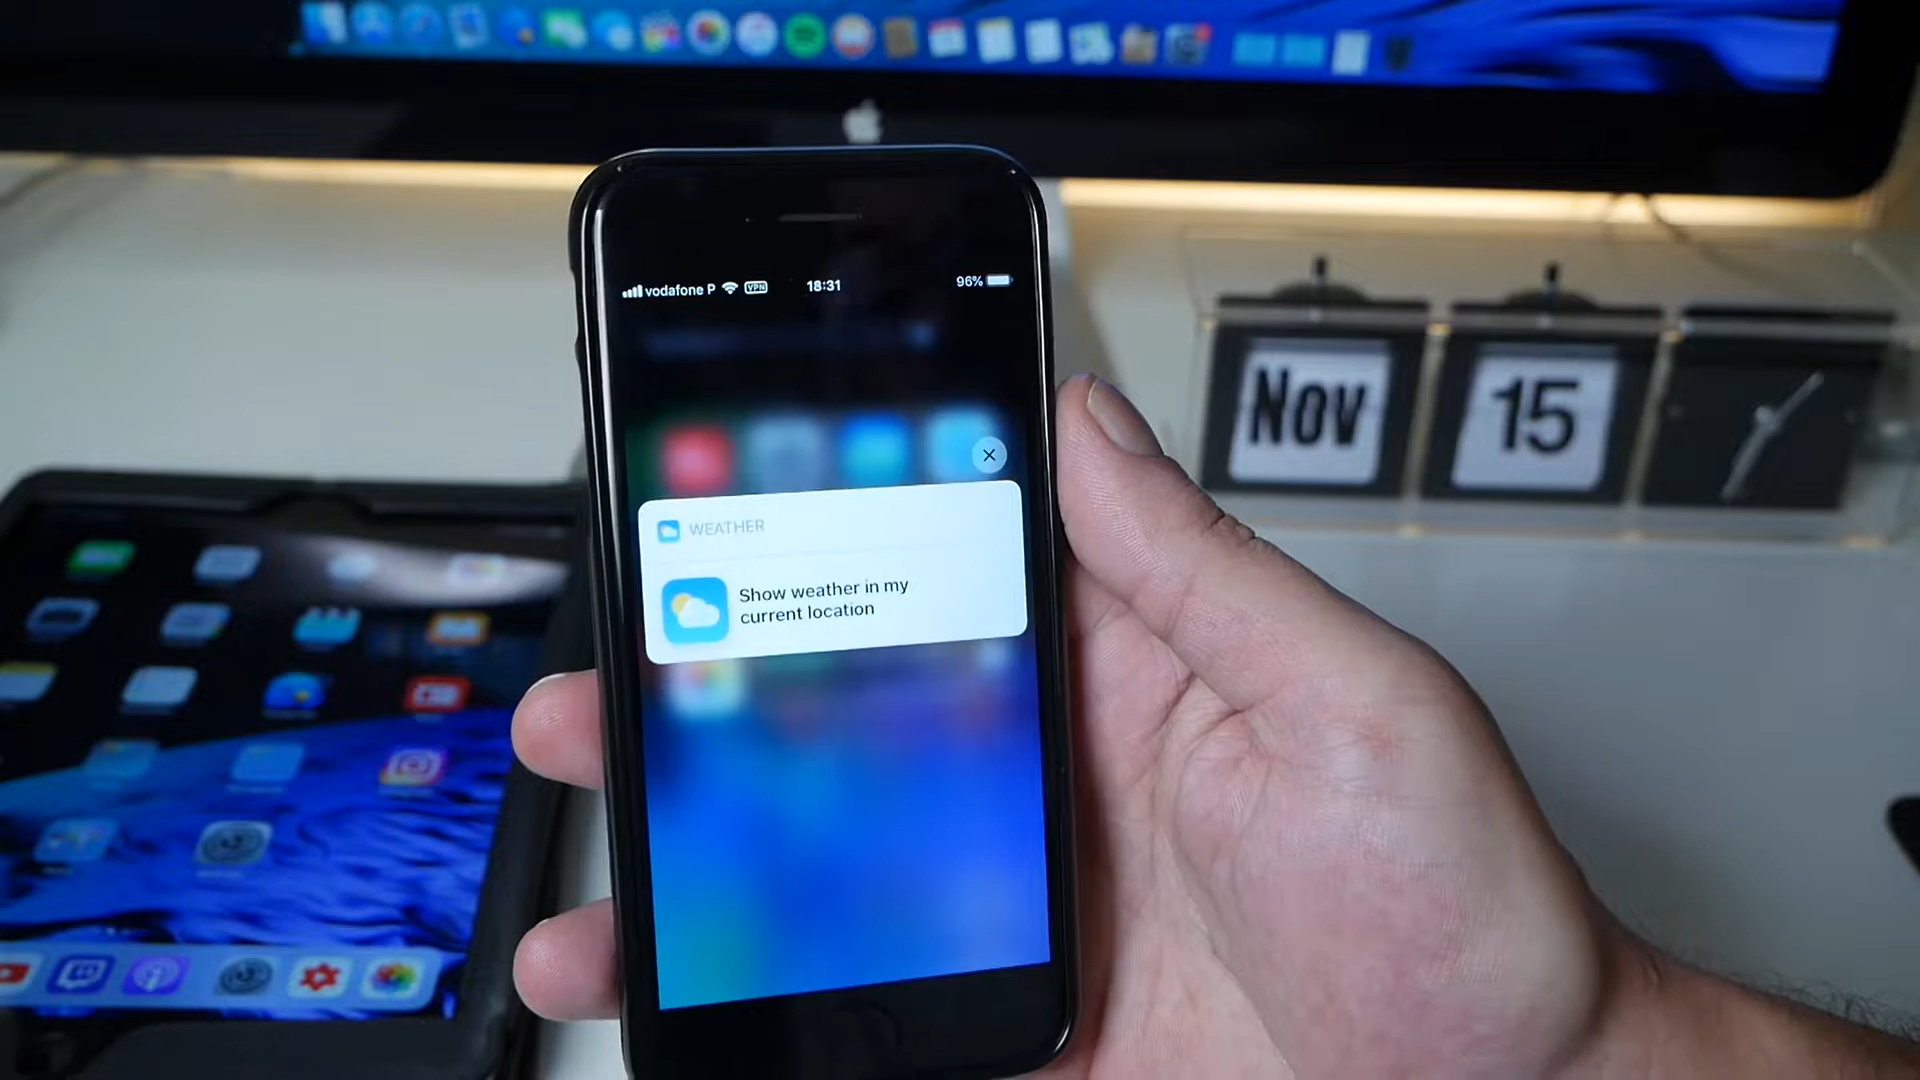 vodafone P
VPN
18:31
96%
WEATHER
Show weather in my
current location
Nov
15